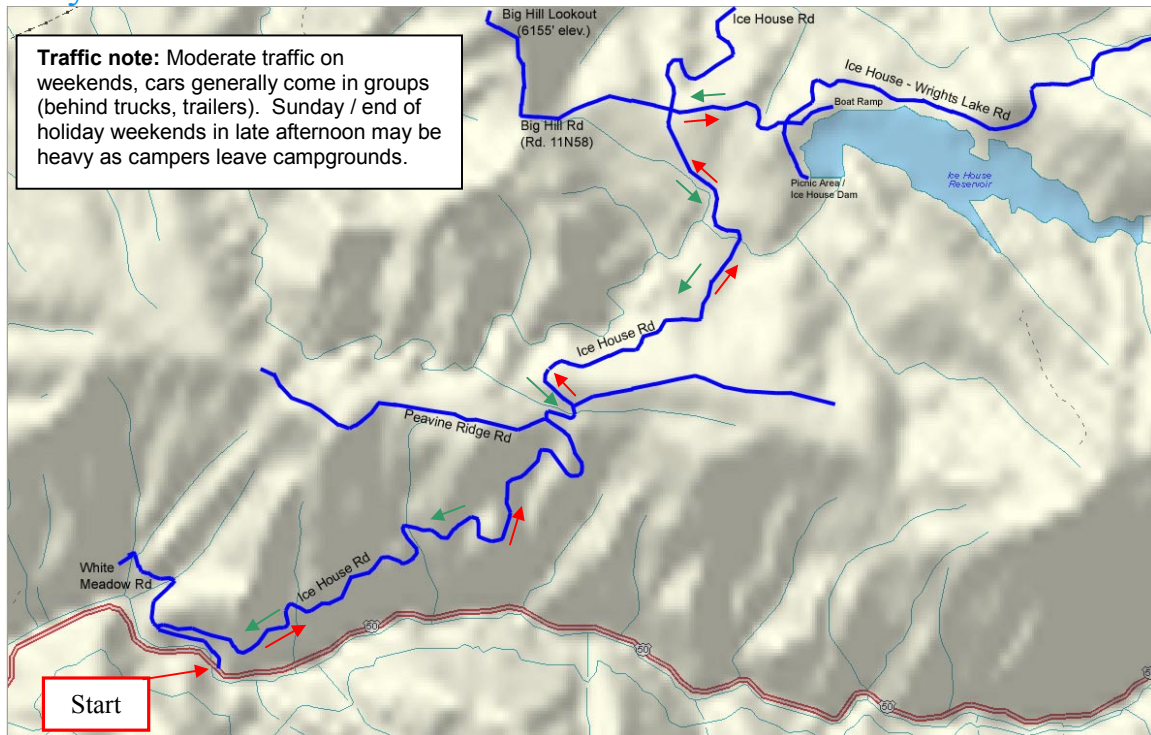 Traffic note: Moderate traffic on
weekends, cars generally come in groups
(behind trucks, trailers). Sunday / end of
holiday weekends in late afternoon may be
heavy as campers leave campgrounds.
Big Hill Lookout
(6155' elev.)
Ice House Rd
Ice House - Wrights Lake Rd
Boat Ramp
Big Hill Rd
(Rd. 11N58)
Picnic Area /
Ice House Dam
Ice House
Reservoir
Ice House Rd
Peavine Ridge Rd
White
Meadow Rd
Ice House Rd
50
50
50
Start